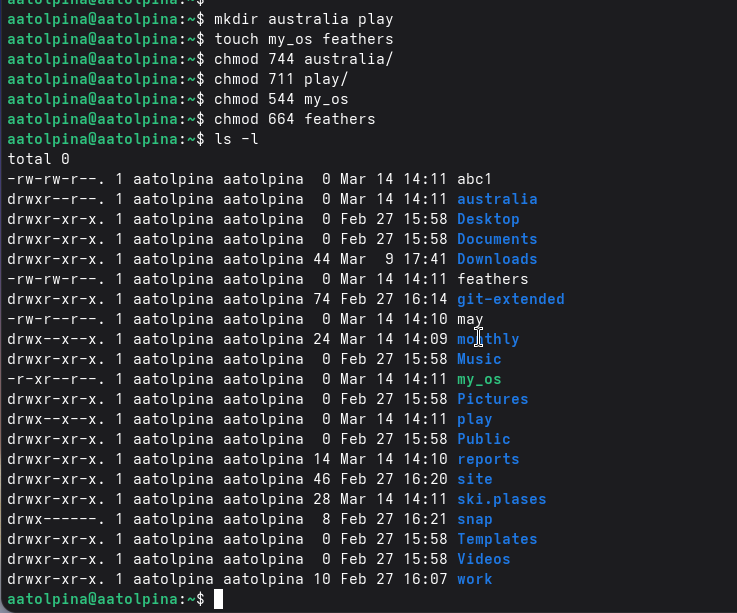 aatolpina@aatolpina:~$ mkdir australia play
aatolpina@aatolpina:~$ touch my_os feathers
aatolpina@aatolpina:~$ chmod 744 australia/
aatolpina@aatolpina:~$ chmod 711 play/
aatolpina@aatolpina:~$ chmod 544 my_os
aatolpina@aatolpina:~$ chmod 664 feathers
aatolpina@aatolpina:~$ ls -l
total 0
-rw-rw-r--. 1 aatolpina aatolpina  0 Mar 14 14:11 abc1
drwxr--r--. 1 aatolpina aatolpina  0 Mar 14 14:11 australia
drwxr-xr-x. 1 aatolpina aatolpina  0 Feb 27 15:58 Desktop
drwxr-xr-x. 1 aatolpina aatolpina  0 Feb 27 15:58 Documents
drwxr-xr-x. 1 aatolpina aatolpina 44 Mar  9 17:41 Downloads
-rw-rw-r--. 1 aatolpina aatolpina  0 Mar 14 14:11 feathers
drwxr-xr-x. 1 aatolpina aatolpina 74 Feb 27 16:14 git-extended
-rw-r--r--. 1 aatolpina aatolpina  0 Mar 14 14:10 may
drwx--x--x. 1 aatolpina aatolpina 24 Mar 14 14:09 monthly
drwxr-xr-x. 1 aatolpina aatolpina  0 Feb 27 15:58 Music
-r-xr--r--. 1 aatolpina aatolpina  0 Mar 14 14:11 my_os
drwxr-xr-x. 1 aatolpina aatolpina  0 Feb 27 15:58 Pictures
drwx--x--x. 1 aatolpina aatolpina  0 Mar 14 14:11 play
drwxr-xr-x. 1 aatolpina aatolpina  0 Feb 27 15:58 Public
drwxr-xr-x. 1 aatolpina aatolpina 14 Mar 14 14:10 reports
drwxr-xr-x. 1 aatolpina aatolpina 46 Feb 27 16:20 site
drwxr-xr-x. 1 aatolpina aatolpina 28 Mar 14 14:11 ski.plases
drwx------. 1 aatolpina aatolpina  8 Feb 27 16:21 snap
drwxr-xr-x. 1 aatolpina aatolpina  0 Feb 27 15:58 Templates
drwxr-xr-x. 1 aatolpina aatolpina  0 Feb 27 15:58 Videos
drwxr-xr-x. 1 aatolpina aatolpina 10 Feb 27 16:07 work
aatolpina@aatolpina:~$